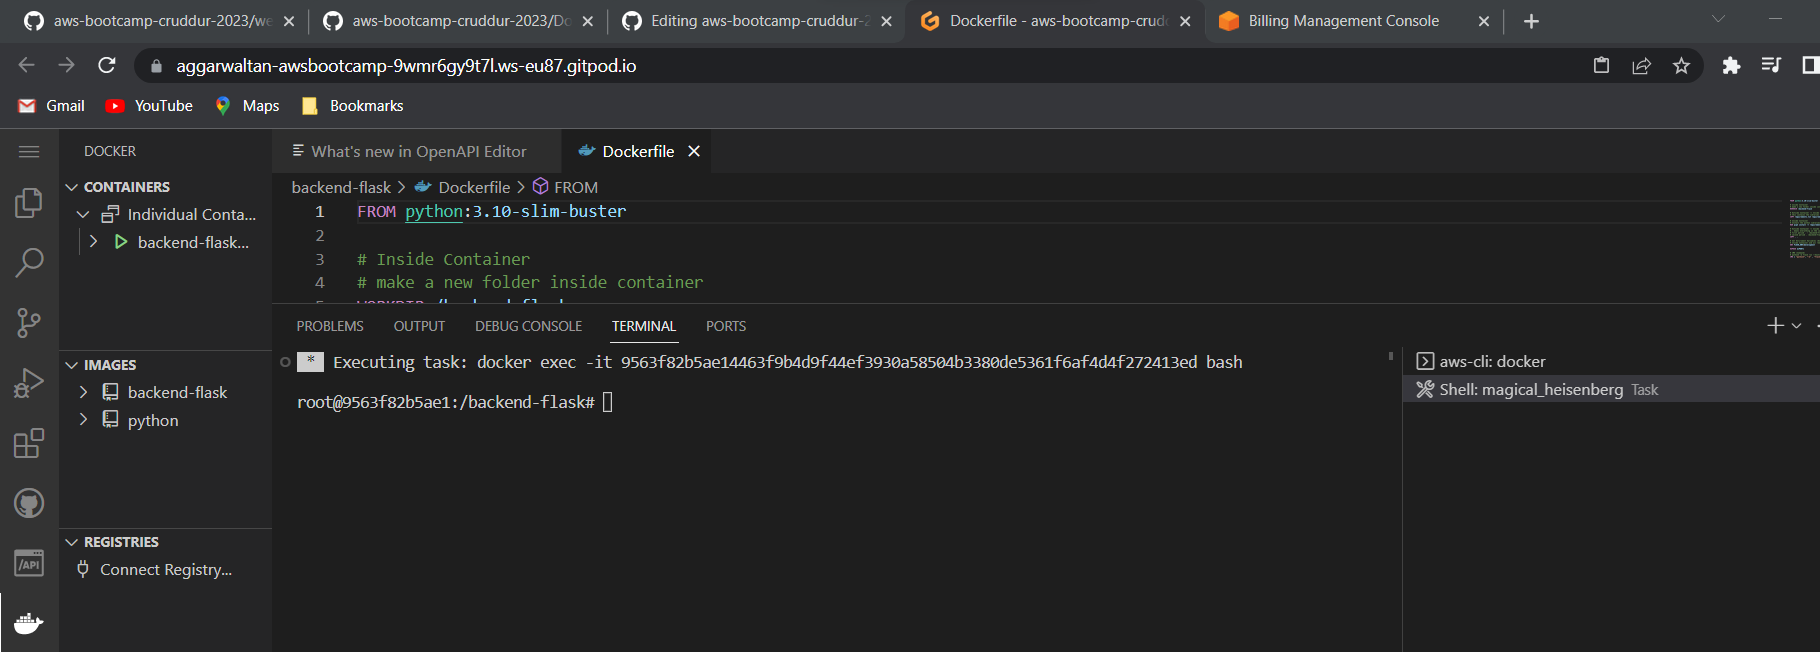 aws-bootcamp-cruddur-2023/we
aws-bootcamp-cruddur-2023/Do
Editing aws-bootcamp-cruddur-2
Dockerfile - aws-bootcamp-crud
Billing Management Console
aggarwaltan-awsbootcamp-9wmr6gy9t7l.ws-eu87.gitpod.io
Gmail YouTube Maps Bookmarks
DOCKER
CONTAINERS
Individual Conta...
backend-flask...
IMAGES
backend-flask
python
REGISTRIES
Connect Registry...
/API
What's new in OpenAPI Editor
Dockerfile
backend-flask > Dockerfile > FROM
1 FROM python:3.10-slim-buster
2
3 # Inside Container
4 # make a new folder inside container
PROBLEMS OUTPUT DEBUG CONSOLE TERMINAL PORTS
* Executing task: docker exec -it 9563f82b5ae14463f9b4d9f44ef3930a58504b3380de5361f6af4d4f272413ed bash
root@9563f82b5ae1:/backend-flask#
aws-cli: docker
Shell: magical_heisenberg Task